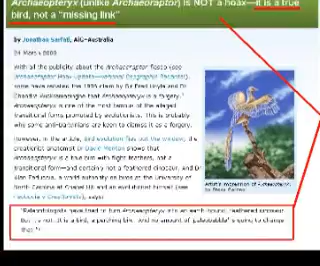 Archaeopteryx (unlike Archaeoraptor) is NOT a hoax—it is a true
bird, not a "missing link"
by Jonathan Sarfati, AiG–Australia
24 March 2000
With all the publicity about the Archaeoraptor fiasco (see
Archaeoraptor Hoax Update—National Geographic Recants!),
some have recalled the 1986 claim by Sir Fred Hoyle and Dr
Chandra Wickramasinghe that Archaeopteryx is a forgery.
Archaeopteryx is one of the most famous of the alleged
transitional forms promoted by evolutionists. This is probably
why some anti-Darwinians are keen to dismiss it as a forgery.
However, in the article, Bird evolution flies out the window, the
creationist anatomist Dr David Menton shows that
Archaeopteryx is a true bird with flight feathers, not a
transitional form—and certainly not a feathered dinosaur. and Dr
Alan Feduccia, a world authority on birds at the University of
North Carolina at Chapel Hill and an evolutionist himself (see
says:
Artist's impression of Archaeopteryx,
by Steve Cardno
"Paleontologists have tried to turn Archaeopteryx into an earth-bound, feathered dinosaur.
But it's not. It is a bird, a perching bird. And no amount of 'paleobabble' is going to change
that."